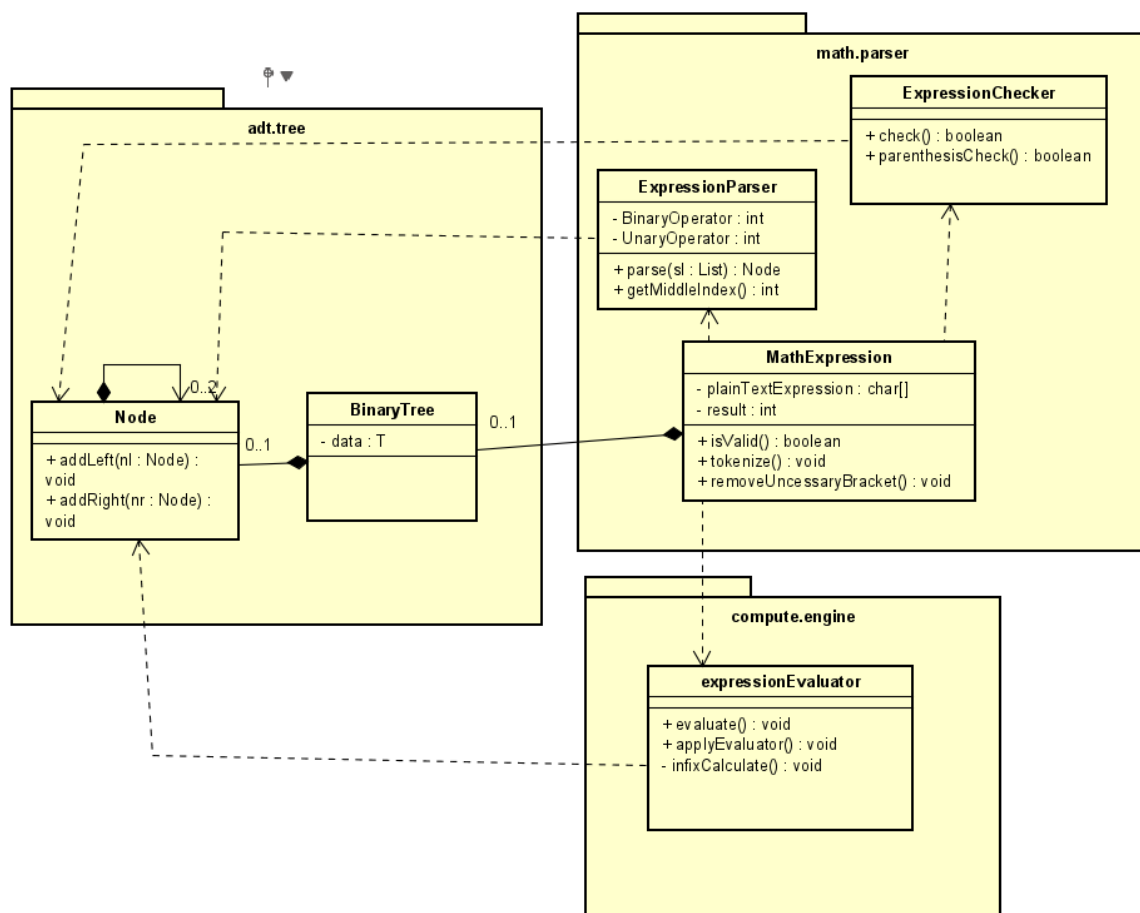 math.parser
ExpressionChecker
+ check() : boolean
+ parenthesisCheck() : boolean
adt.tree
ExpressionParser
- BinaryOperator : int
- UnaryOperator : int
+ parse(sl : List) : Node
+ getMiddleIndex() : int
MathExpression
- plainTextExpression : char[]
- result : int
+ isValid() : boolean
+ tokenize() : void
+ removeUncessaryBracket() : void
0..2
Node
+ addLeft(nl : Node) :
void
+ addRight(nr : Node) :
void
0..1
BinaryTree
- data : T
0..1
compute.engine
expressionEvaluator
+ evaluate() : void
+ applyEvaluator() : void
- infixCalculate() : void